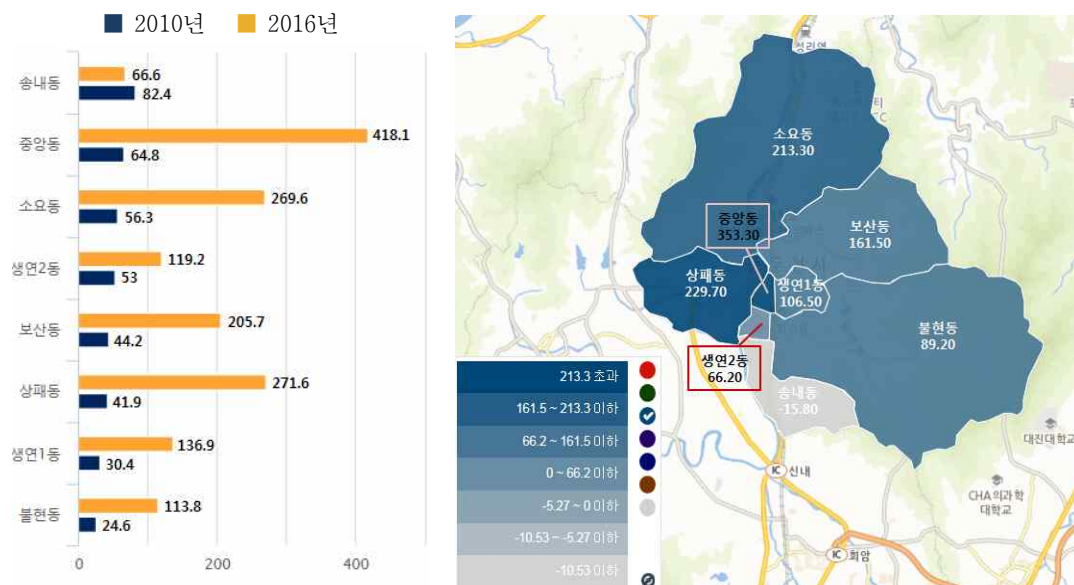 2010년 2016년
송내동 66.6
82.4
중앙동 418.1
64.8
소요동 269.6
56.3
생연2동 119.2
53
보산동 205.7
44.2
상패동 271.6
41.9
생연1동 136.9
30.4
불현동 113.8
24.6
0 200 400
소요동
213.30
중앙동
353.30
보산동
161.50
상패동
229.70
생연1동
106.50
불현동
89.20
생연2동
66.20
송내동
-15.80
213.3 초과
161.5 ~ 213.3 이하
66.2 ~ 161.5 이하
0 ~ 66.2 이하
-5.27 ~ 0 이하
-10.53 ~ -5.27 이하
-10.53 이하
대진대학교
CHA의과학
대학교
IC 신내
IC 회암